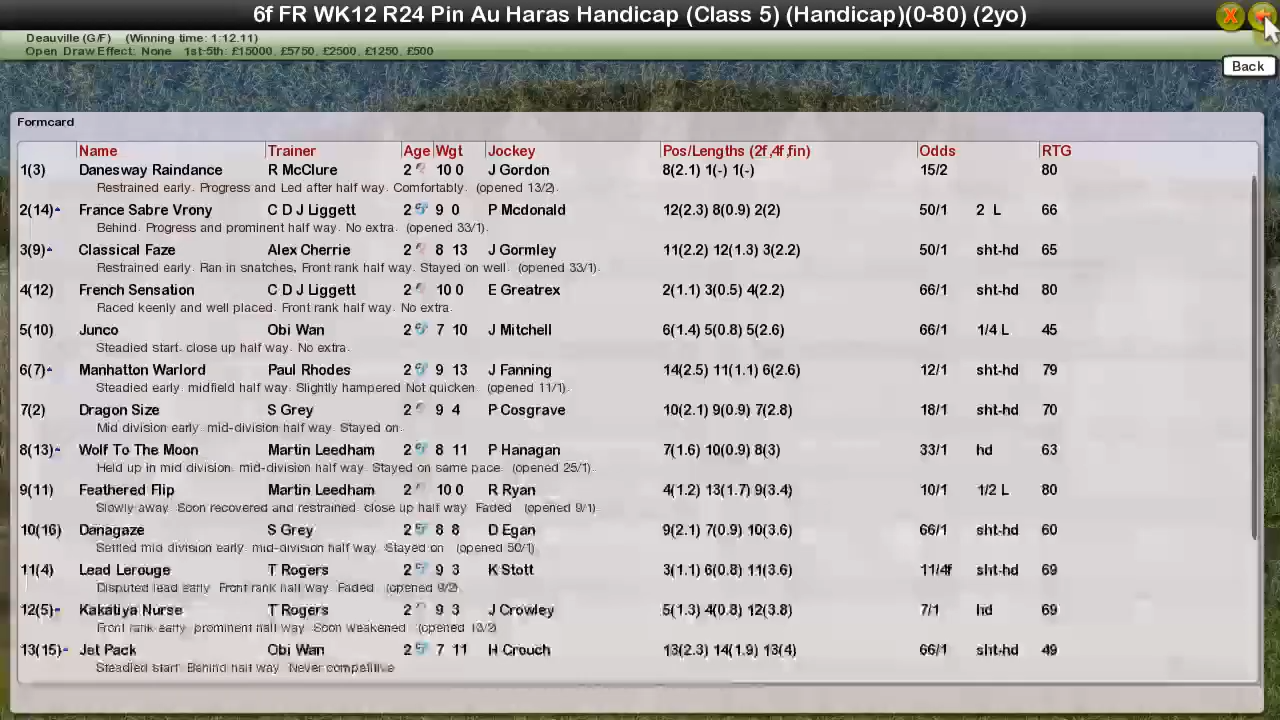 6f FR WK12 R24 Pin Au Haras Handicap (Class 5) (Handicap)(0-80) (2yo)
Deauville (G/F) (Winning time: 1:12.11)
Open Draw Effect: None 1st-5th: £15000, £5750, £2500, £1250, £500
Back
Formcard
Name Trainer Age Wgt Jockey Pos/Lengths (2f,4f,fin) Odds RTG
1(3) Danesway Raindance R McClure 2 10 0 J Gordon 8(2.1) 1(-) 1(-) 15/2 80
Restrained early. Progress and Led after half way. Comfortably. (opened 13/2).
2(14) France Sabre Vrony C D J Liggett 2 9 0 P Mcdonald 12(2.3) 8(0.9) 2(2) 50/1 2 L 66
Behind. Progress and prominent half way. No extra. (opened 33/1).
3(9) Classical Faze Alex Cherrie 2 8 13 J Gormley 11(2.2) 12(1.3) 3(2.2) 50/1 sht-hd 65
Restrained early. Ran in snatches, Front rank half way. Stayed on well. (opened 33/1).
4(12) French Sensation C D J Liggett 2 10 0 E Greatrex 2(1.1) 3(0.5) 4(2.2) 66/1 sht-hd 80
Raced keenly and well placed. Front rank half way. No extra.
5(10) Junco Obi Wan 2 7 10 J Mitchell 6(1.4) 5(0.8) 5(2.6) 66/1 1/4 L 45
Steadied start. close up half way. No extra.
6(7) Manhatton Warlord Paul Rhodes 2 9 13 J Fanning 14(2.5) 11(1.1) 6(2.6) 12/1 sht-hd 79
Steadied early. midfield half way. Slightly hampered Not quicken. (opened 11/1).
7(2) Dragon Size S Grey 2 9 4 P Cosgrave 10(2.1) 9(0.9) 7(2.8) 18/1 sht-hd 70
Mid division early. mid-division half way. Stayed on.
8(13) Wolf To The Moon Martin Leedham 2 8 11 P Hanagan 7(1.6) 10(0.9) 8(3) 33/1 hd 63
Held up in mid division. mid-division half way. Stayed on same pace. (opened 25/1).
9(11) Feathered Flip Martin Leedham 2 10 0 R Ryan 4(1.2) 13(1.7) 9(3.4) 10/1 1/2 L 80
Slowly away. Soon recovered and restrained. close up half way. Faded. (opened 9/1)
10(16) Danagaze S Grey 2 8 8 D Egan 9(2.1) 7(0.9) 10(3.6) 66/1 sht-hd 60
Settled mid division early. mid-division half way. Stayed on. (opened 50/1)
11(4) Lead Lerouge T Rogers 2 9 3 K Stott 3(1.1) 6(0.8) 11(3.6) 11/4f sht-hd 69
Disputed lead early. Front rank half way. Faded. (opened 9/2).
12(5) Kakatiya Nurse T Rogers 2 9 3 J Crowley 5(1.3) 4(0.8) 12(3.8) 7/1 hd 69
Front rank early. prominent half way. Soon weakened. (opened 13/2)
13(15) Jet Pack Obi Wan 2 7 11 H Crouch 13(2.3) 14(1.9) 13(4) 66/1 sht-hd 49
Steadied start. Behind half way. Never competitive.